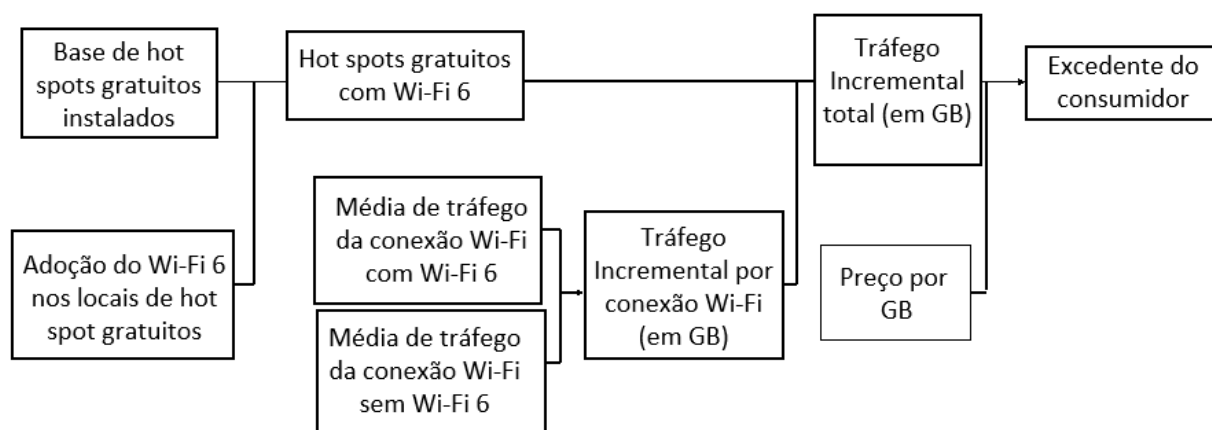 Base de hot
spots gratuitos
instalados
Hot spots gratuitos
com Wi-Fi 6
Tráfego
Incremental
total (em GB)
Excedente do
consumidor
Adoção do Wi-Fi 6
nos locais de hot
spot gratuitos
Média de tráfego
da conexão Wi-Fi
com Wi-Fi 6
Média de tráfego
da conexão Wi-Fi
sem Wi-Fi 6
Tráfego
Incremental por
conexão Wi-Fi
(em GB)
Preço por
GB